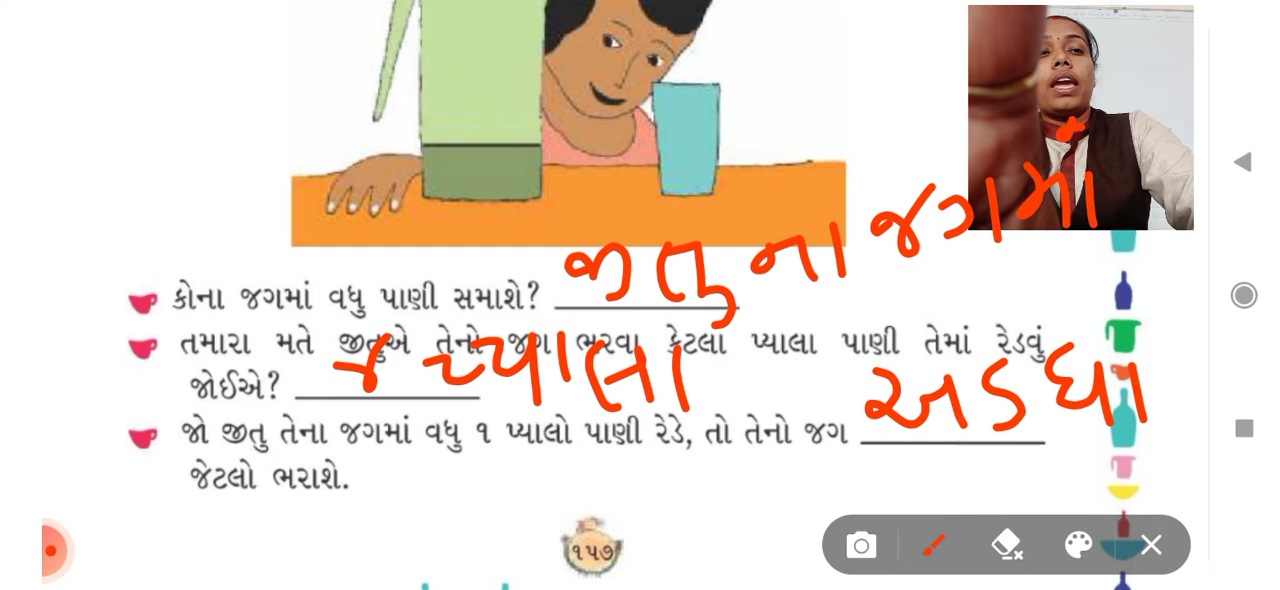 કોના જગમાં વધુ પાણી સમાશે? જીતુના જગમાં
તમારા મતે જીતુએ તેનો જગ ભરવા કેટલા પ્યાલા પાણી તેમાં રેડવું
જોઈએ? ૪ પ્યાલા
જો જીતુ તેના જગમાં વધુ ૧ પ્યાલો પાણી રેડે, તો તેનો જગ અડધા
જેટલો ભરાશે.
૧૫૭